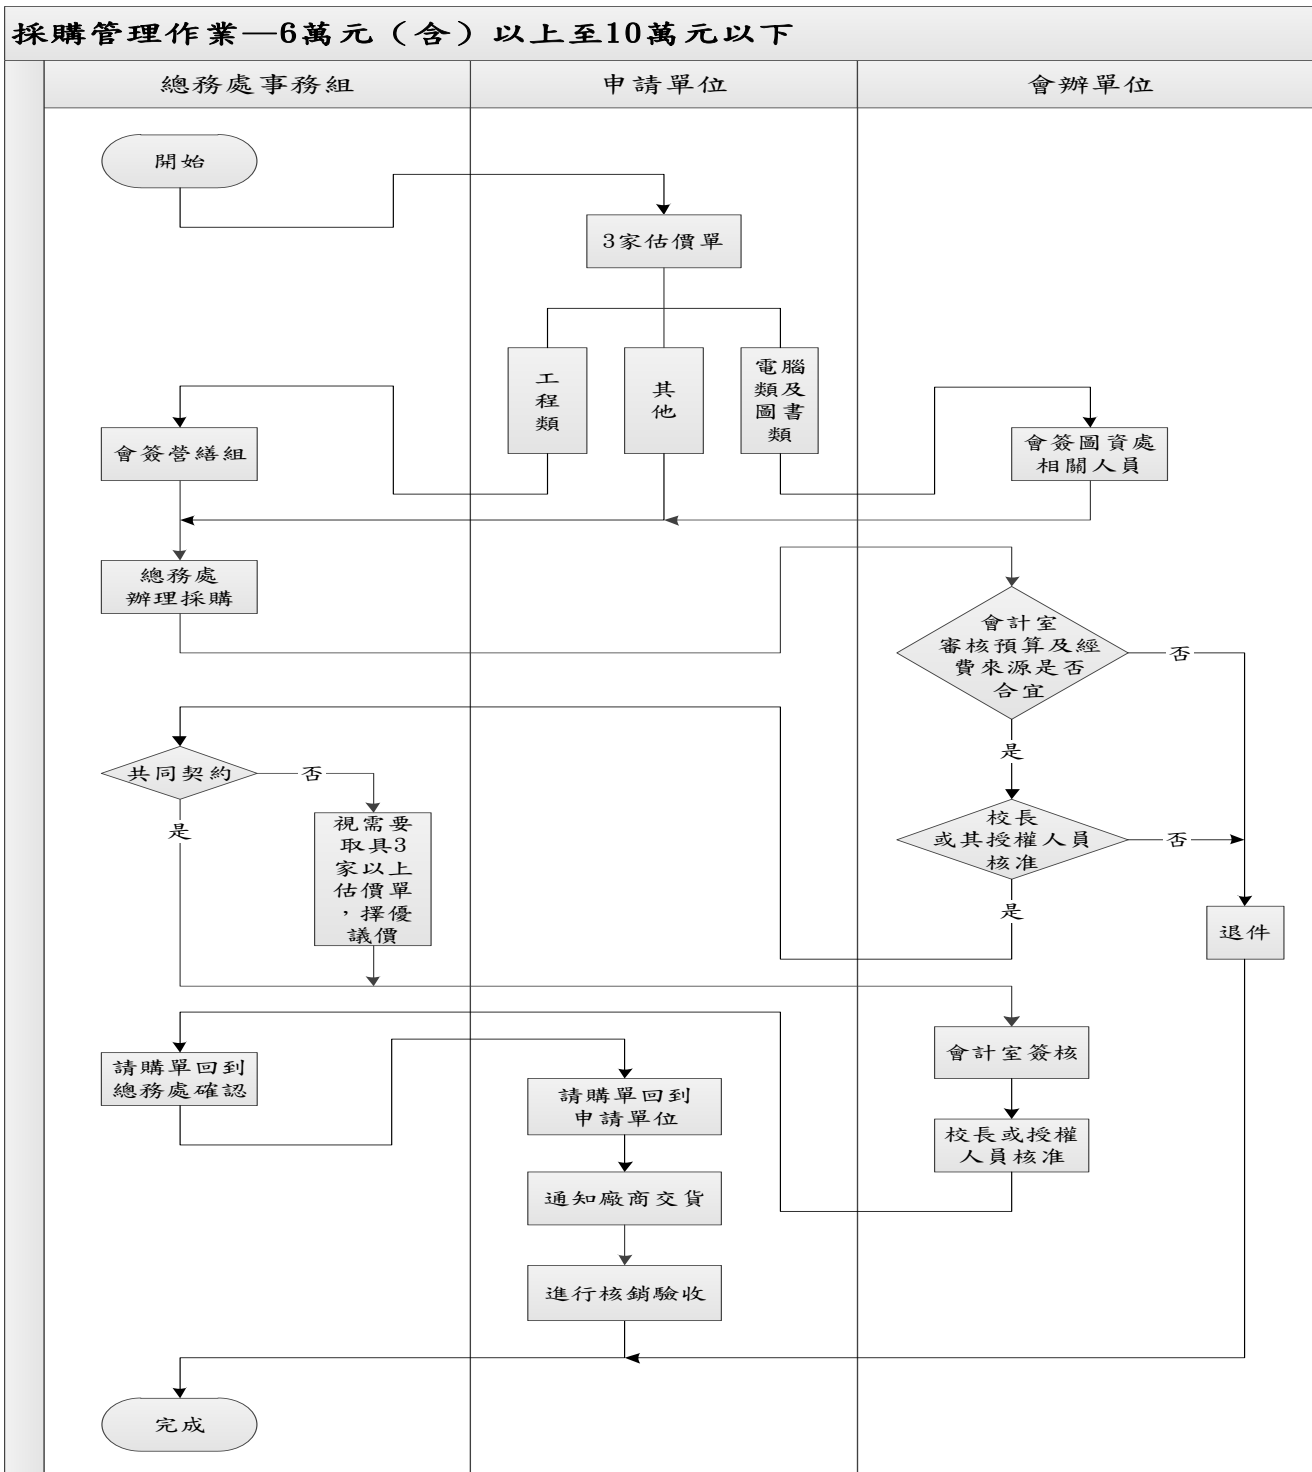 採購管理作業—6萬元（含）以上至10萬元以下
總務處事務組
申請單位
會辦單位
開始
3家估價單
工
程
類
其
他
電腦
類及
圖書
類
會簽營繕組
會簽圖資處
相關人員
總務處
辦理採購
會計室
審核預算及經
費來源是否
合宜
否
是
共同契約
否
是
視需要
取具3
家以上
估價單
，擇優
議價
校長
或其授權人員
核准
否
是
退件
會計室簽核
請購單回到
總務處確認
請購單回到
申請單位
校長或授權
人員核准
通知廠商交貨
進行核銷驗收
完成